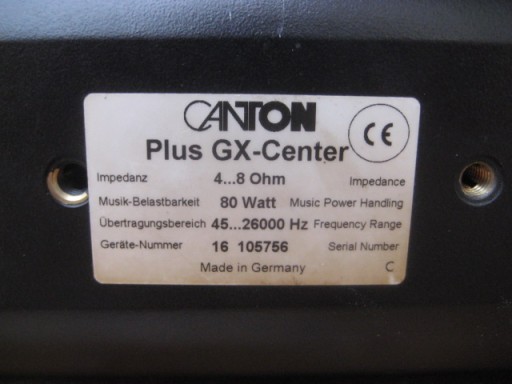 CANTON
CE
Plus GX-Center
Impedanz 4...8 Ohm Impedance
Musik-Belastbarkeit 80 Watt Music Power Handling
Übertragungsbereich 45...26000 Hz Frequency Range
Geräte-Nummer 16 105756 Serial Number
Made in Germany C